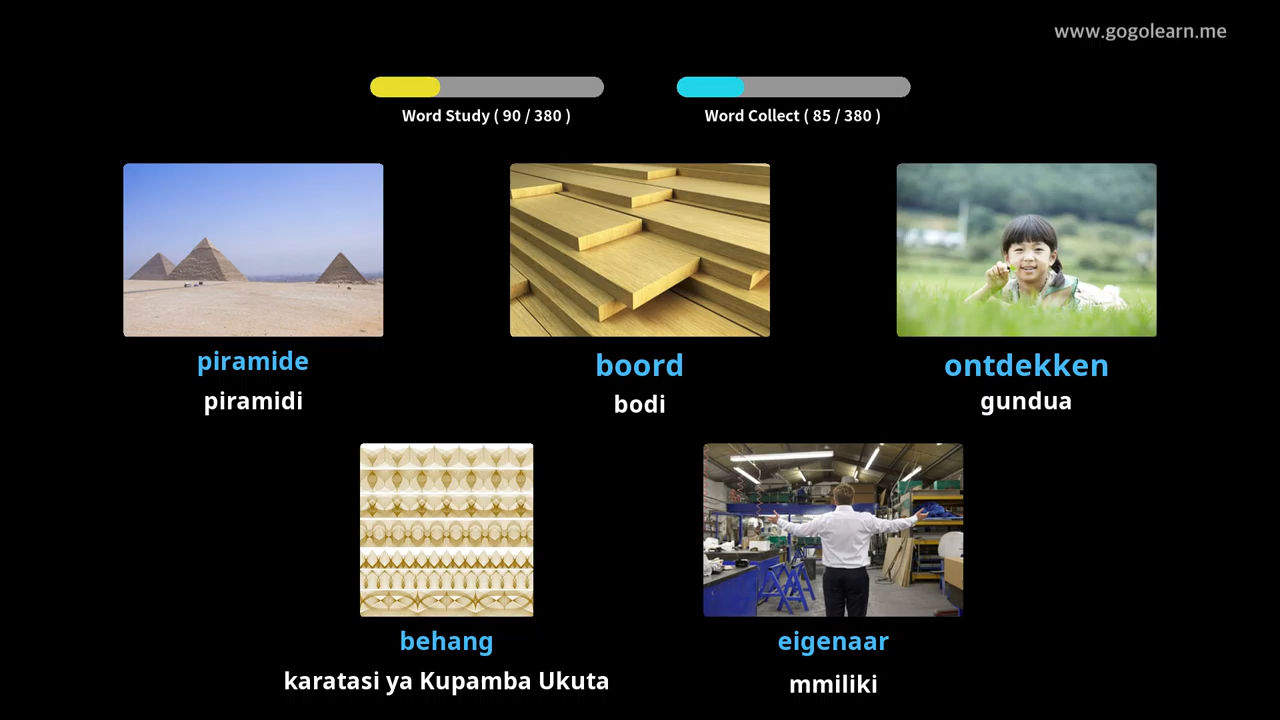 www.gogolearn.me
Word Study ( 90 / 380 )
Word Collect ( 85 / 380 )
piramide
piramidi
boord
bodi
ontdekken
gundua
behang
karatasi ya Kupamba Ukuta
eigenaar
mmiliki